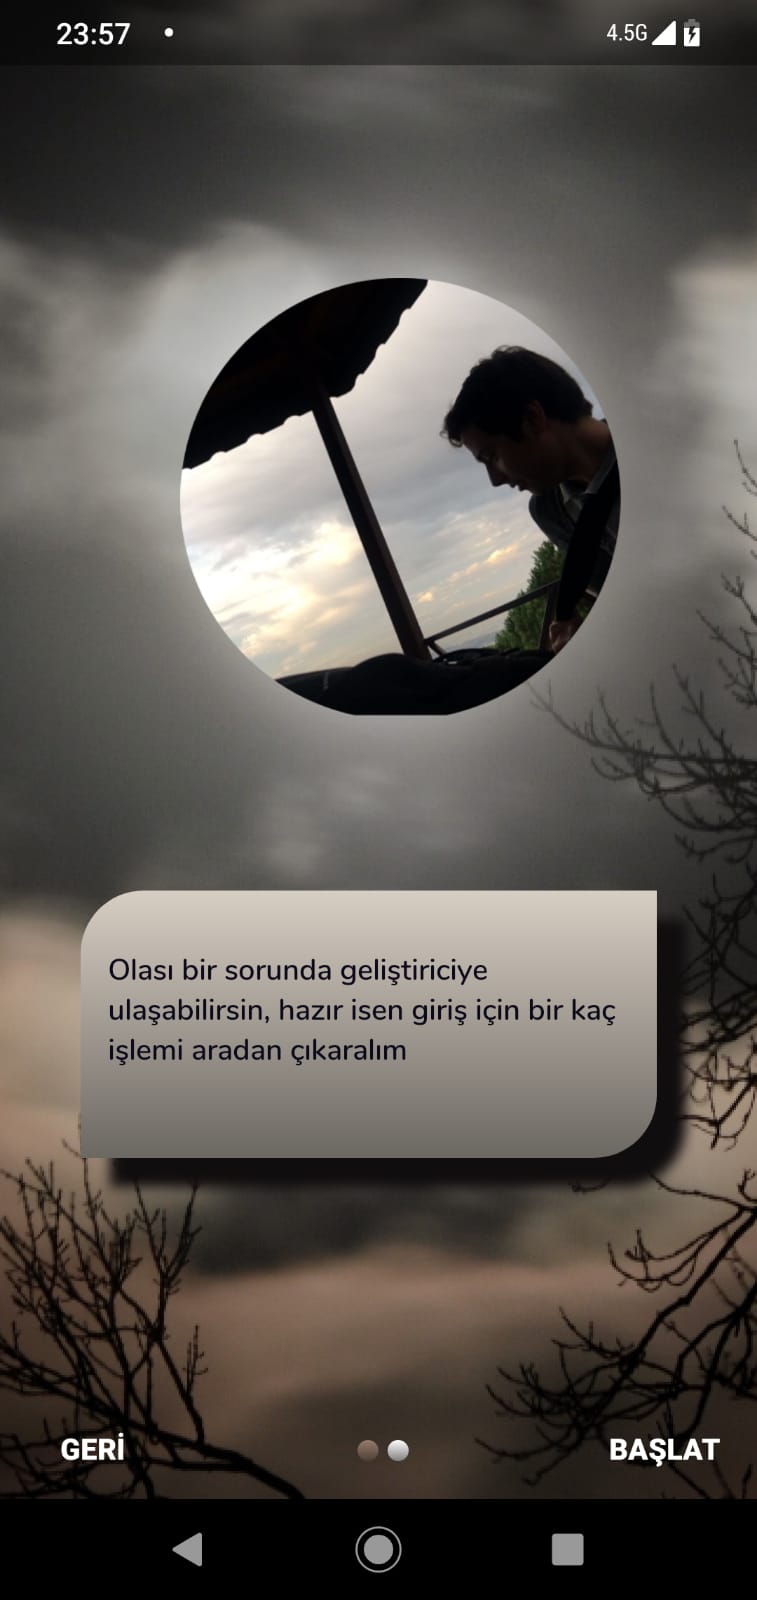 23:57
4.5G
Olası bir sorunda geliştiriciye
ulaşabilirsin, hazır isen giriş için bir kaç
işlemi aradan çıkaralım
GERİ
BAŞLAT